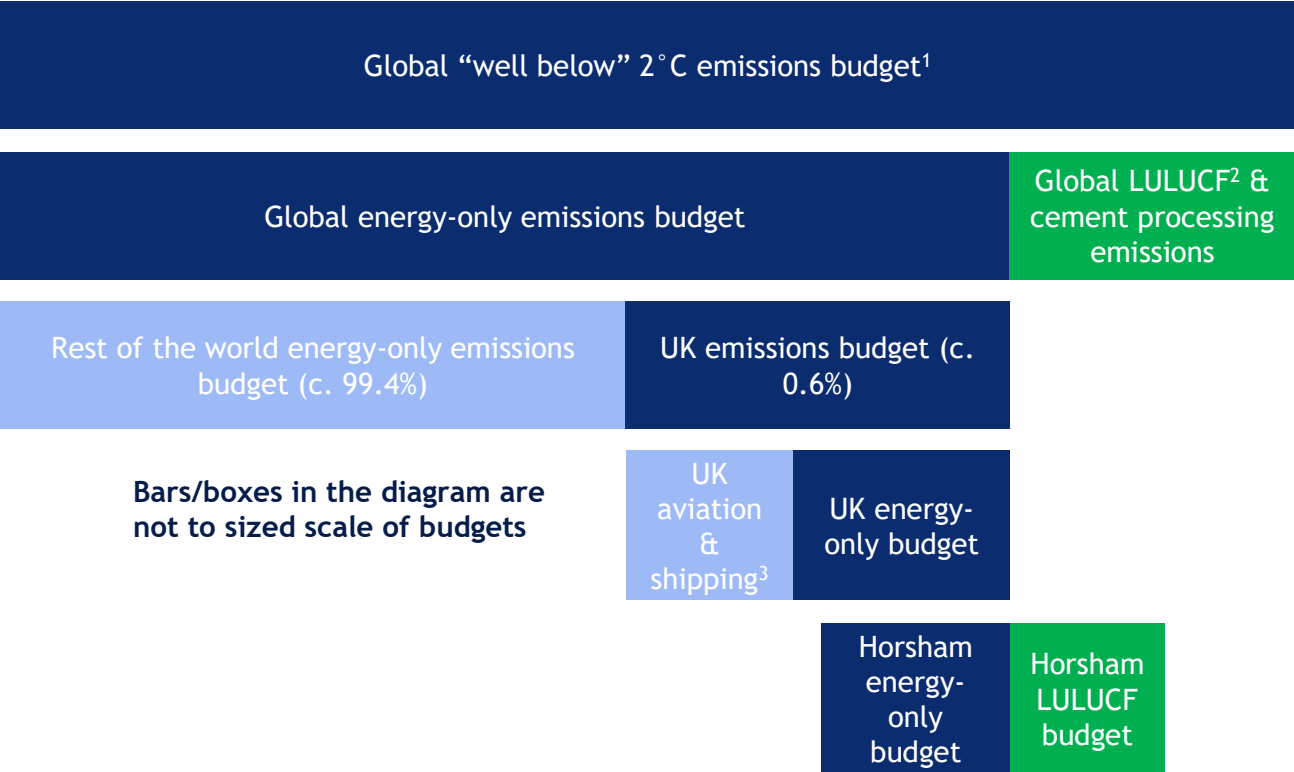 Global “well below” 2°C emissions budget¹
Global energy-only emissions budget
Global LULUCF² &
cement processing
emissions
Rest of the world energy-only emissions
budget (c. 99.4%)
UK emissions budget (c.
0.6%)
Bars/boxes in the diagram are
not to sized scale of budgets
UK
aviation
&
shipping³
UK energy-
only budget
Horsham
energy-
only
budget
Horsham
LULUCF
budget